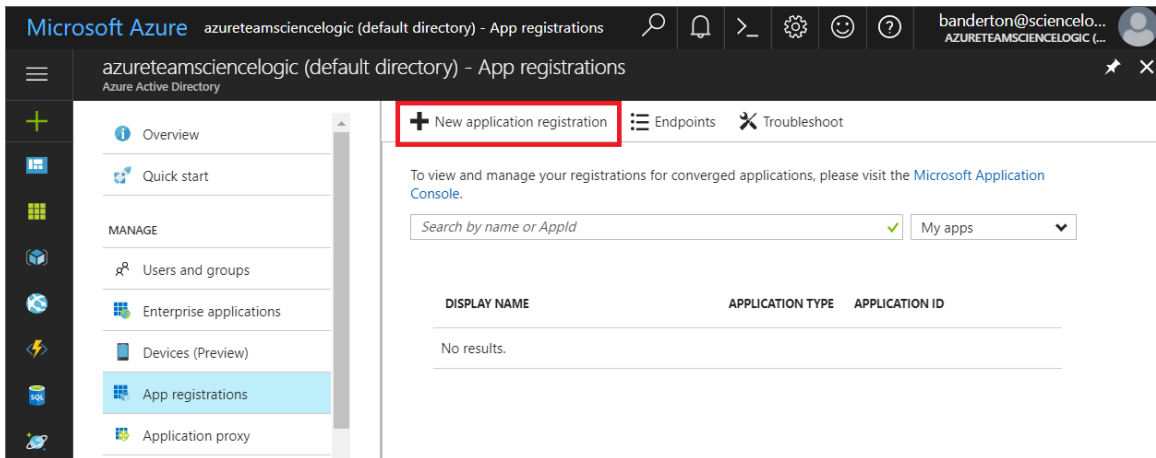 Microsoft Azure azureteamsciencelogic (default directory) - App registrations
banderton@sciencelo...
AZURETEAMSCIENCELOGIC (...
azureteamsciencelogic (default directory) - App registrations
Azure Active Directory
Overview
Quick start
MANAGE
Users and groups
Enterprise applications
Devices (Preview)
App registrations
Application proxy
New application registration Endpoints Troubleshoot
To view and manage your registrations for converged applications, please visit the Microsoft Application
Console.
Search by name or AppId My apps
DISPLAY NAME APPLICATION TYPE APPLICATION ID
No results.
SQL